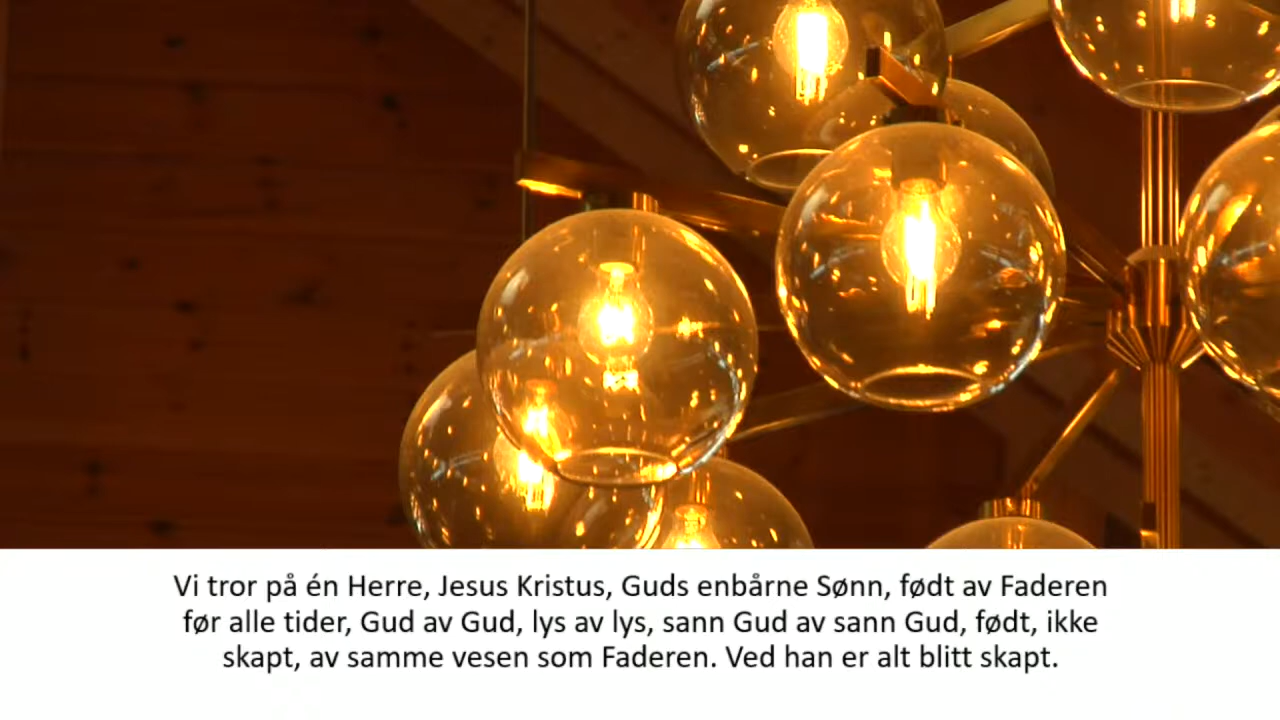 Vi tror på én Herre, Jesus Kristus, Guds enbårne Sønn, født av Faderen
før alle tider, Gud av Gud, lys av lys, sann Gud av sann Gud, født, ikke
skapt, av samme vesen som Faderen. Ved han er alt blitt skapt.